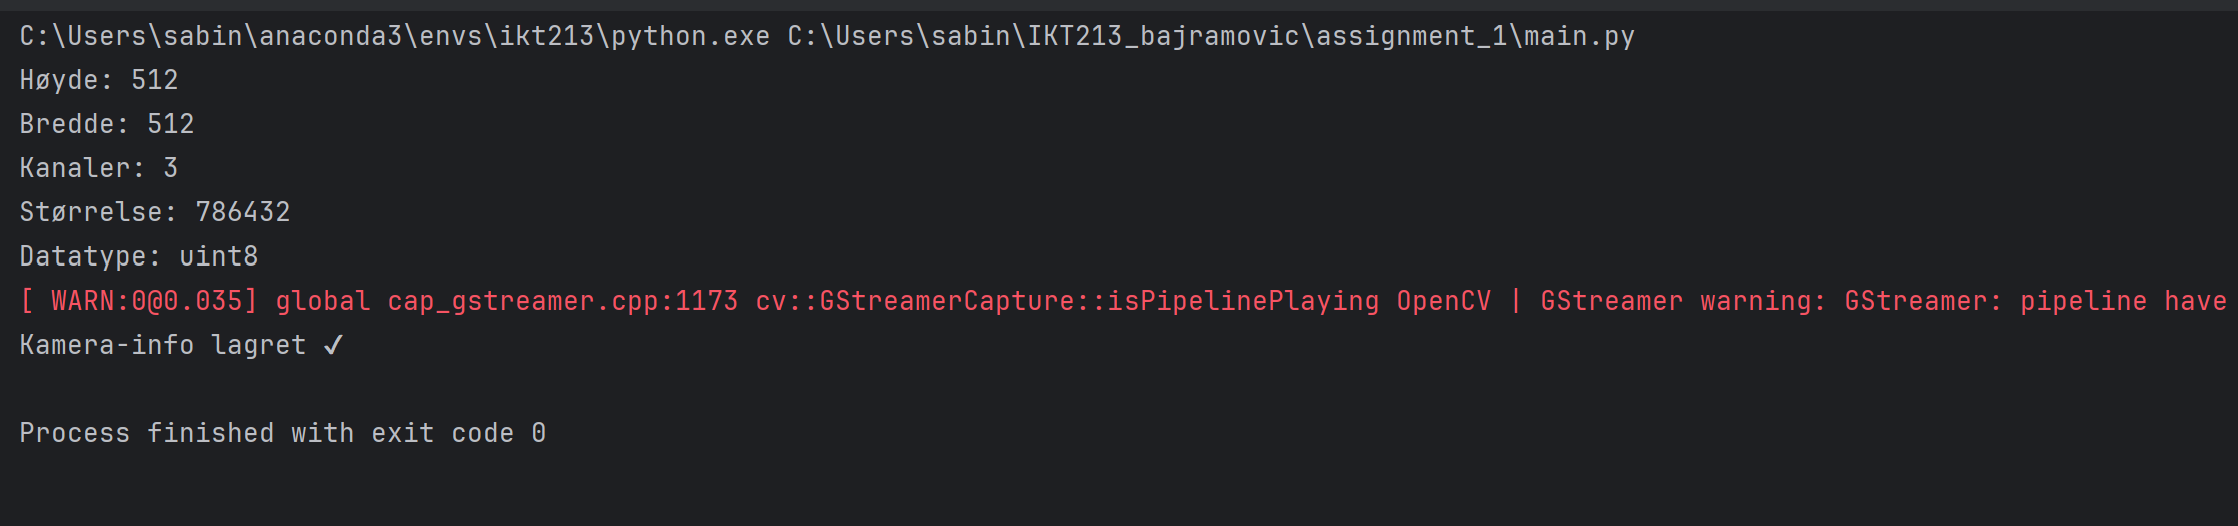 C:\Users\sabin\anaconda3\envs\ikt213\python.exe C:\Users\sabin\IKT213_bajramovic\assignment_1\main.py
Høyde: 512
Bredde: 512
Kanaler: 3
Størrelse: 786432
Datatype: uint8
[ WARN:0@0.035] global cap_gstreamer.cpp:1173 cv::GStreamerCapture::isPipelinePlaying OpenCV | GStreamer warning: GStreamer: pipeline have
Kamera-info lagret ✓
Process finished with exit code 0